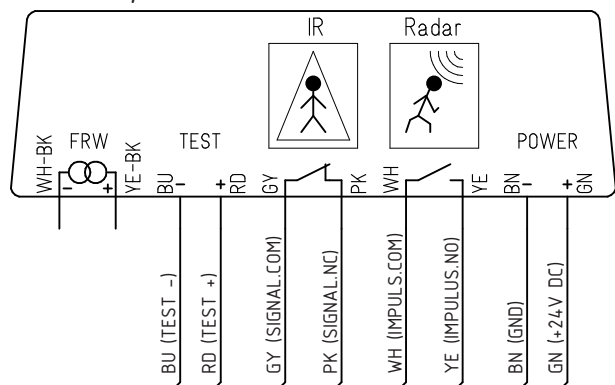 IR
Radar
FRW
TEST
POWER
WH-BK
- +
YE-BK
BU
- +
RD
GY
PK
WH
YE
BN
- +
GN
BU (TEST -)
RD (TEST +)
GY (SIGNAL.COM)
PK (SIGNAL.NC)
WH (IMPULS.COM)
YE (IMPULUS.NO)
BN (GND)
GN (+24V DC)